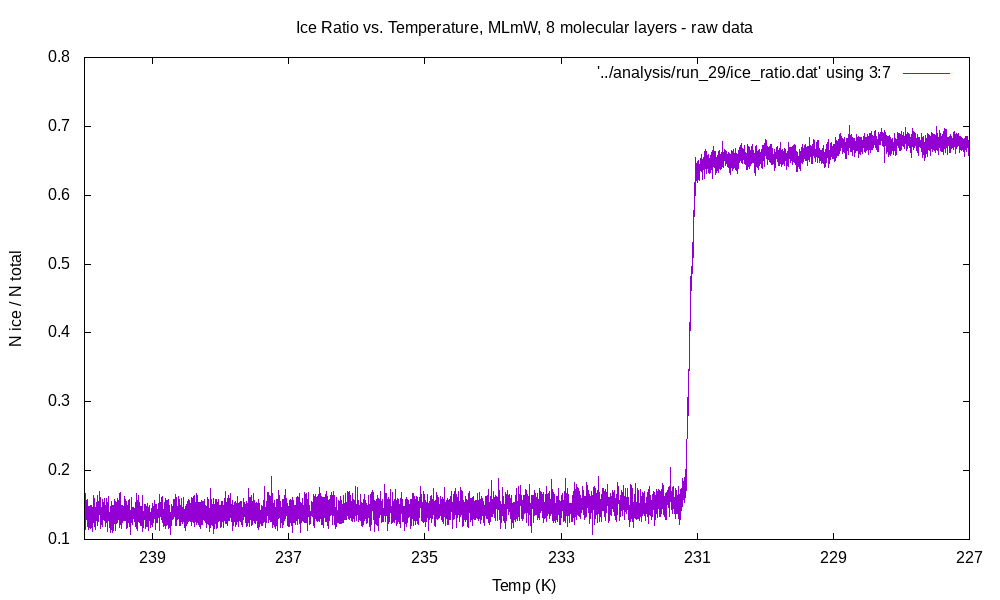 Ice Ratio vs. Temperature, MLmW, 8 molecular layers - raw data
'../analysis/run_29/ice_ratio.dat' using 3:7
0.8
0.7
0.6
0.5
0.4
0.3
0.2
0.1
N ice / N total
239 237 235 233 231 229 227
Temp (K)